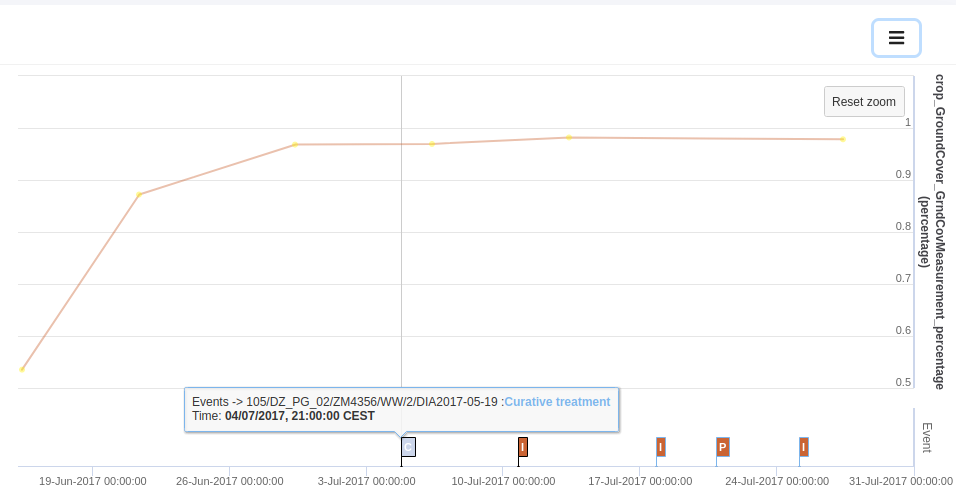 Reset zoom
1
0.9
0.8
0.7
0.6
0.5
crop_GroundCover_GrndCovMeasurement_percentage
(percentage)
Events -> 105/DZ_PG_02/ZM4356/WW/2/DIA2017-05-19 :Curative treatment
Time: 04/07/2017, 21:00:00 CEST
C
I
I
P
I
Event
19-Jun-2017 00:00:00
26-Jun-2017 00:00:00
3-Jul-2017 00:00:00
10-Jul-2017 00:00:00
17-Jul-2017 00:00:00
24-Jul-2017 00:00:00
31-Jul-2017 00:00:00